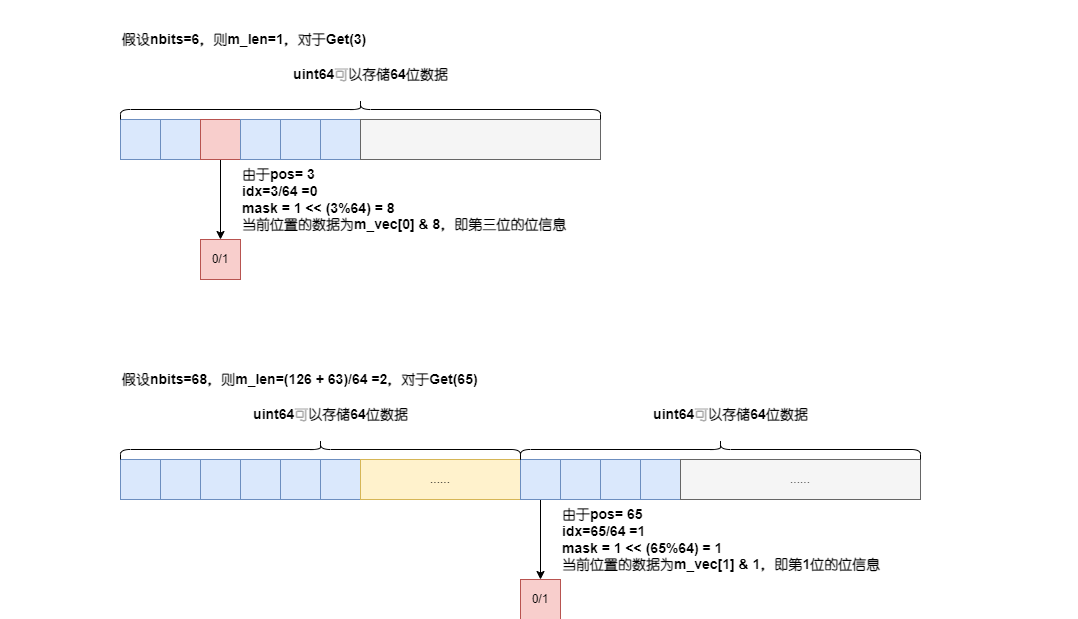 假设nbits=6，则m_len=1，对于Get(3)
uint64可以存储64位数据
由于pos= 3
idx=3/64 =0
mask = 1 << (3%64) = 8
当前位置的数据为m_vec[0] & 8，即第三位的位信息
0/1
假设nbits=68，则m_len=(126 + 63)/64 =2，对于Get(65)
uint64可以存储64位数据
uint64可以存储64位数据
......
......
由于pos= 65
idx=65/64 =1
mask = 1 << (65%64) = 1
当前位置的数据为m_vec[1] & 1，即第1位的位信息
0/1